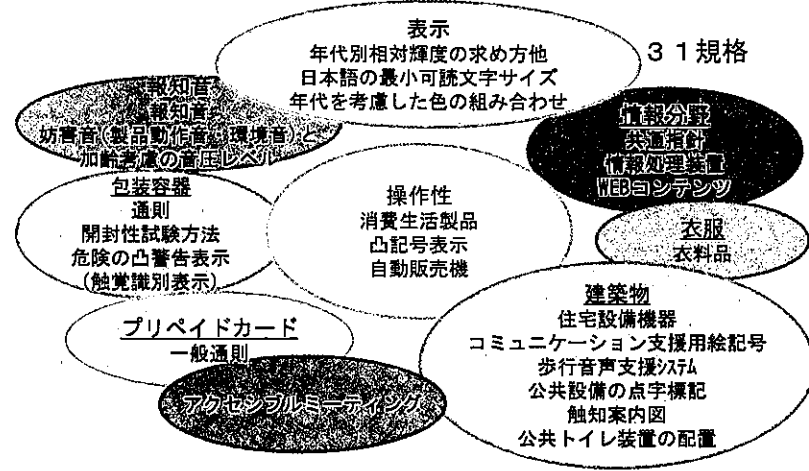 表示
年代別相対輝度の求め方他
日本語の最小可読文字サイズ
年代を考慮した色の組み合わせ
31規格
報知音
報知音
妨害音(製品動作音、環境音)と
加齢考慮の音圧レベル
情報分野
共通指針
情報処理装置
WEBコンテンツ
包装容器
通則
開封性試験方法
危険の凸警告表示
(触覚識別表示)
操作性
消費生活製品
凸記号表示
自動販売機
衣服
衣料品
建築物
住宅設備機器
コミュニケーション支援用絵記号
歩行音声支援システム
公共設備の点字標記
触知案内図
公共トイレ装置の配置
プリペイドカード
一般通則
アクセシブルミーティング